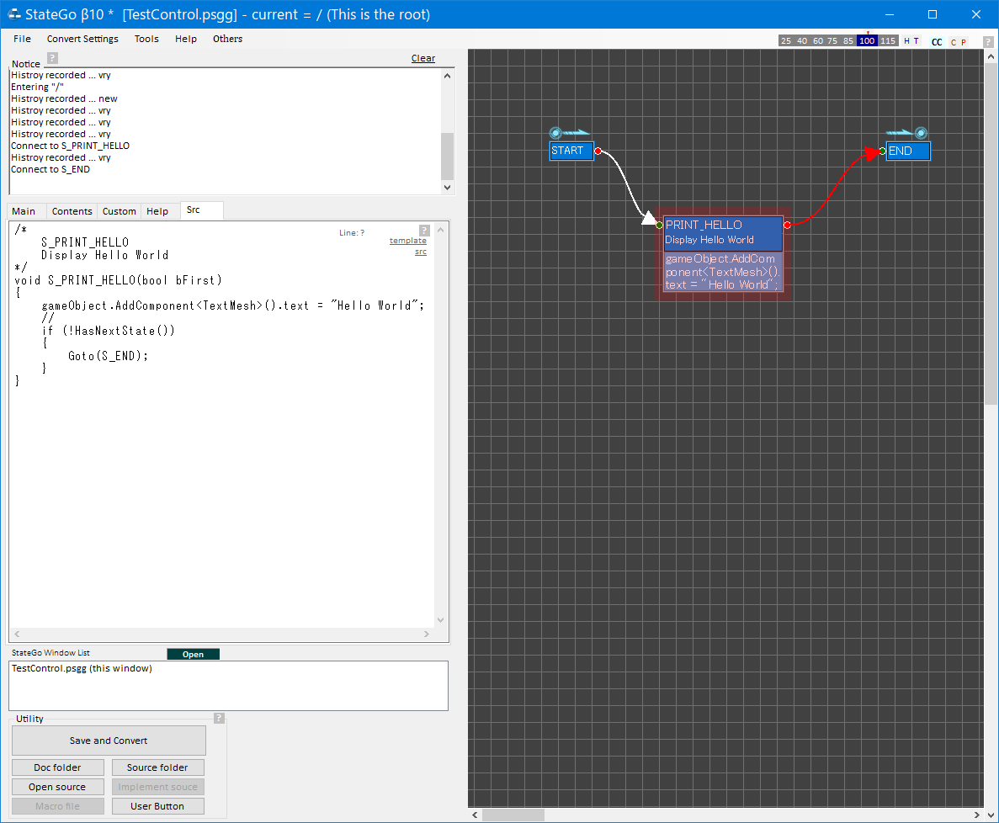 StateGo β10 *  [TestControl.psgg] - current = / (This is the root)
File Convert Settings Tools Help Others
25 40 60 75 85 100 115 H T CC C P ?
Notice ? Clear
Histroy recorded ... vry
Entering "/"
Histroy recorded ... new
Histroy recorded ... vry
Histroy recorded ... vry
Histroy recorded ... vry
Connect to S_PRINT_HELLO
Histroy recorded ... vry
Connect to S_END
Main Contents Custom Help Src
Line: ? ?
template
src
/*
    S_PRINT_HELLO
    Display Hello World
*/
void S_PRINT_HELLO(bool bFirst)
{
    gameObject.AddComponent<TextMesh>().text = "Hello World";
    //
    if (!HasNextState())
    {
        Goto(S_END);
    }
}
StateGo Window List Open
TestControl.psgg (this window)
Utility ?
Save and Convert
Doc folder Source folder
Open source Implement souce
Macro file User Button
START
END
PRINT_HELLO
Display Hello World
gameObject.AddCom
ponent<TextMesh>().
text = "Hello World";